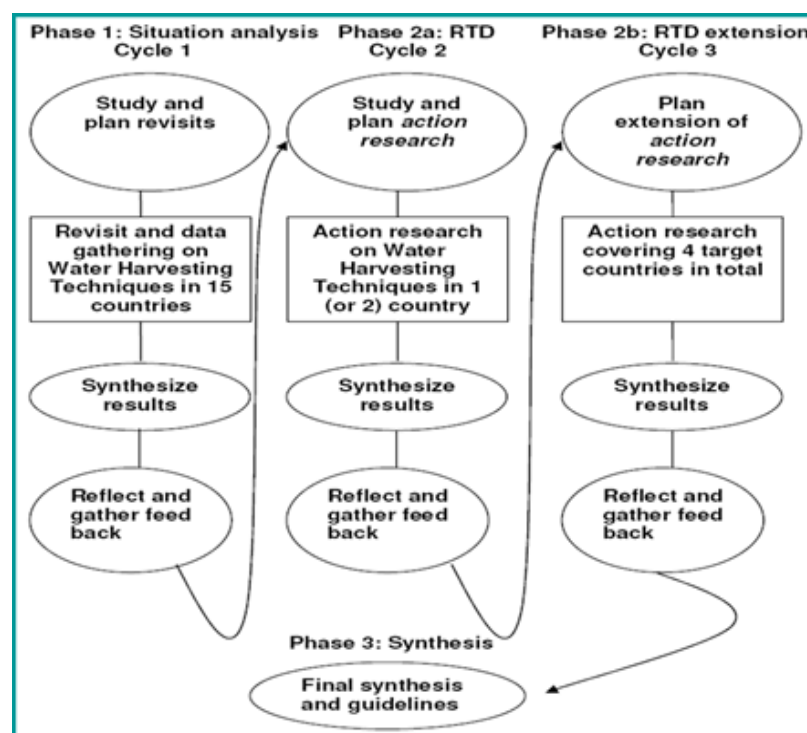 Phase 1: Situation analysis
Cycle 1
Study and
plan revisits
Revisit and data
gathering on
Water Harvesting
Techniques in 15
countries
Synthesize
results
Reflect and
gather feed
back
Phase 2a: RTD
Cycle 2
Study and
plan action
research
Action research
on Water
Harvesting
Techniques in 1
(or 2) country
Synthesize
results
Reflect and
gather feed
back
Phase 2b: RTD extension
Cycle 3
Plan
extension of
action
research
Action research
covering 4 target
countries in total
Synthesize
results
Reflect and
gather feed
back
Phase 3: Synthesis
Final synthesis
and guidelines